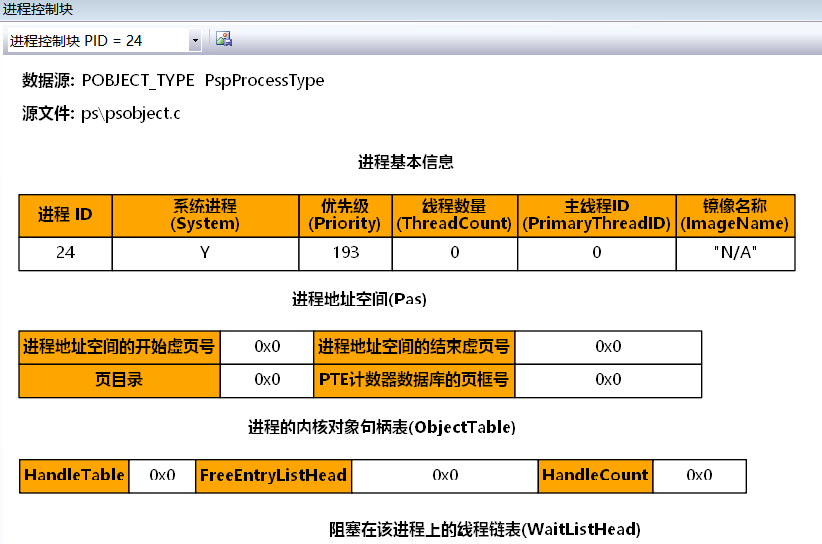 进程控制块
进程控制块 PID = 24
数据源: POBJECT_TYPE PspProcessType
源文件: ps\psobject.c
进程基本信息
进程 ID 系统进程 (System) 优先级 (Priority) 线程数量 (ThreadCount) 主线程ID (PrimaryThreadID) 镜像名称 (ImageName)
24 Y 193 0 0 "N/A"
进程地址空间(Pas)
进程地址空间的开始虚页号 0x0 进程地址空间的结束虚页号 0x0
页目录 0x0 PTE计数器数据库的页框号 0x0
进程的内核对象句柄表(ObjectTable)
HandleTable 0x0 FreeEntryListHead 0x0 HandleCount 0x0
阻塞在该进程上的线程链表(WaitListHead)